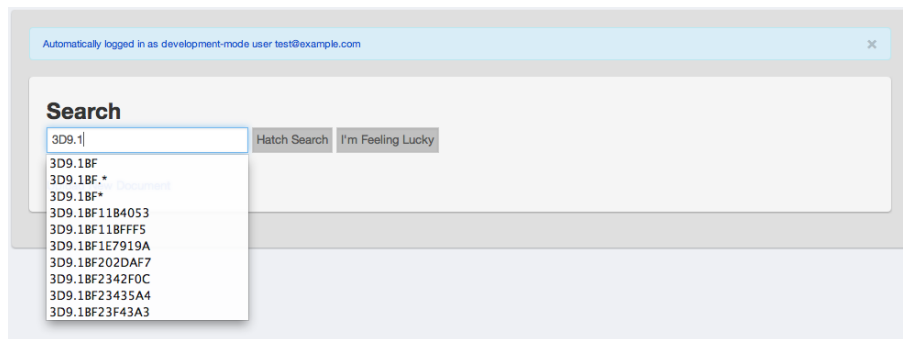 Automatically logged in as development-mode user test@example.com ×
Search
3D9.1 Hatch Search I'm Feeling Lucky
3D9.1BF
3D9.1BF.*
Document
3D9.1BF*
3D9.1BF11B4053
3D9.1BF11BFFF5
3D9.1BF1E7919A
3D9.1BF202DAF7
3D9.1BF2342F0C
3D9.1BF23435A4
3D9.1BF23F43A3